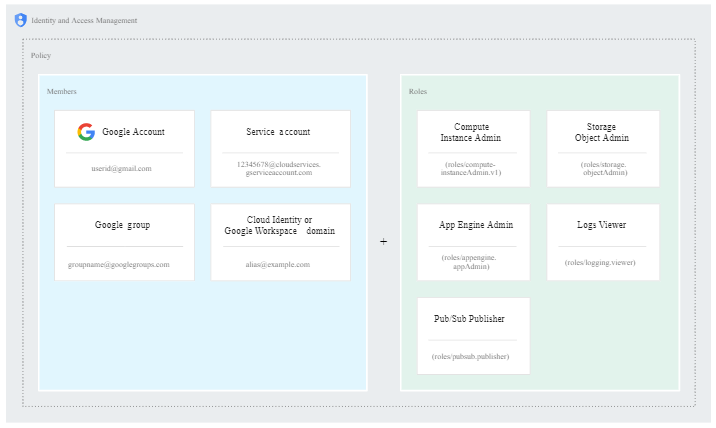 Identity and Access Management
Policy
Members
Google Account
userid@gmail.com
Service account
12345678@cloudservices.
gserviceaccount.com
Google group
groupname@googlegroups.com
Cloud Identity or
Google Workspace domain
alias@example.com
+
Roles
Compute
Instance Admin
(roles/compute-
instanceAdmin.v1)
Storage
Object Admin
(roles/storage.
objectAdmin)
App Engine Admin
(roles/appengine.
appAdmin)
Logs Viewer
(roles/logging.viewer)
Pub/Sub Publisher
(roles/pubsub.publisher)